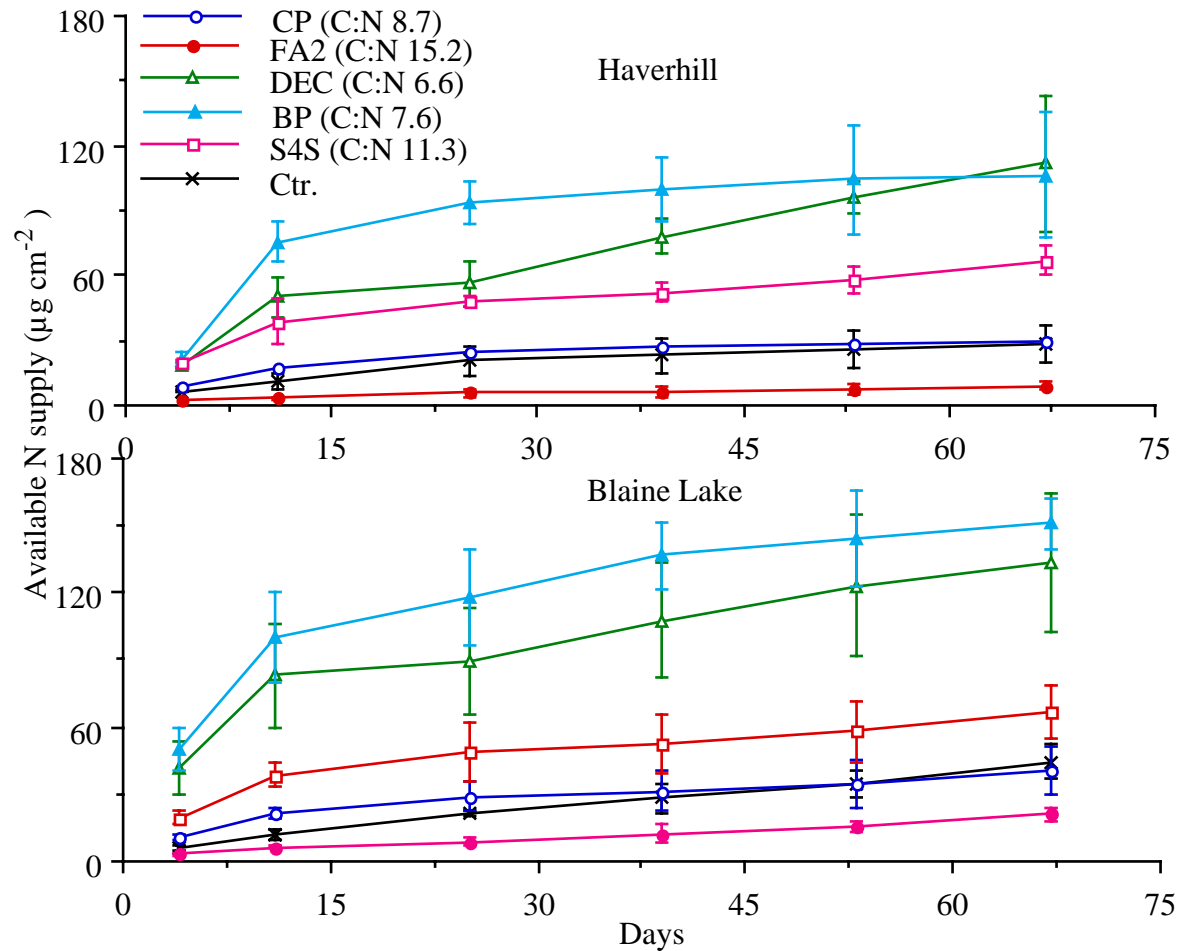 180
CP (C:N 8.7)
FA2 (C:N 15.2)
DEC (C:N 6.6)
BP (C:N 7.6)
S4S (C:N 11.3)
Ctr.
Haverhill
120
60
0
0 15 30 45 60 75
Available N supply (µg cm⁻²)
180
Blaine Lake
120
60
0
0 15 30 45 60 75
Days